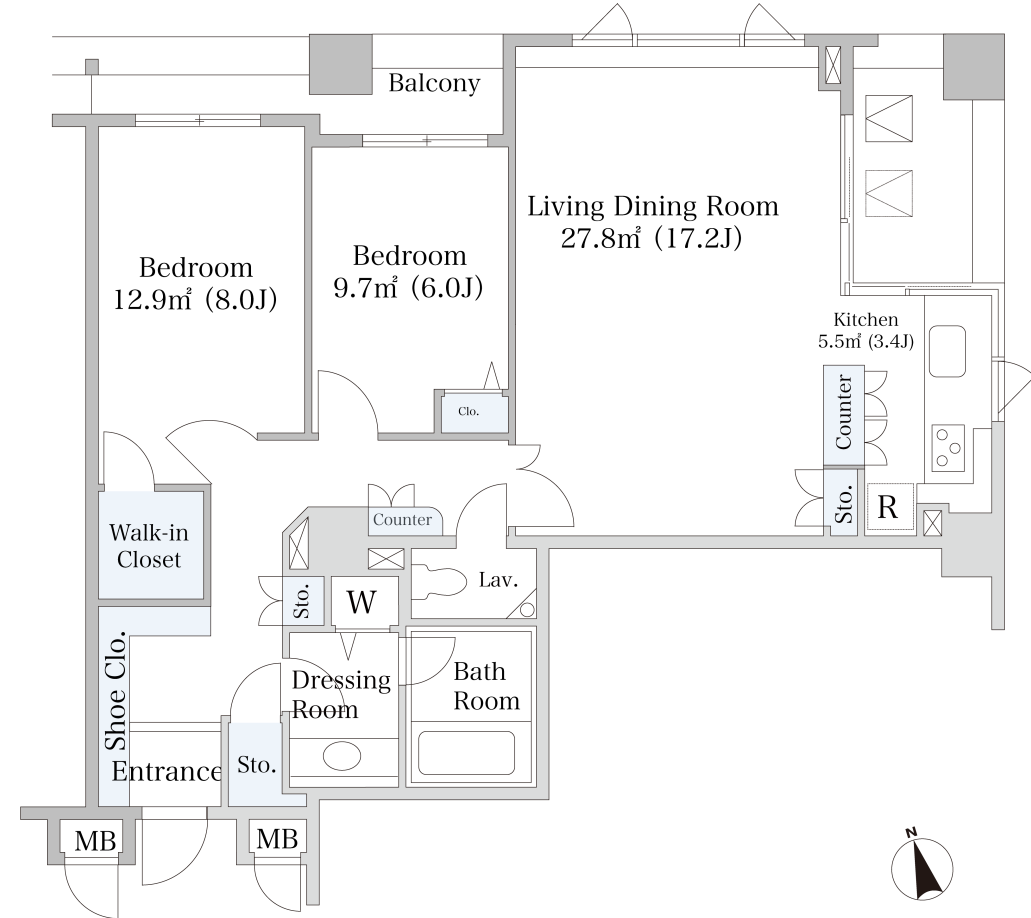 Balcony
Living Dining Room
27.8㎡ (17.2J)
Bedroom
12.9㎡ (8.0J)
Bedroom
9.7㎡ (6.0J)
Kitchen
5.5㎡ (3.4J)
Clo.
Counter
Sto.
R
Walk-in
Closet
Counter
Lav.
Sto.
W
Shoe Clo.
Dressing
Room
Bath
Room
Entrance
Sto.
MB
MB
N